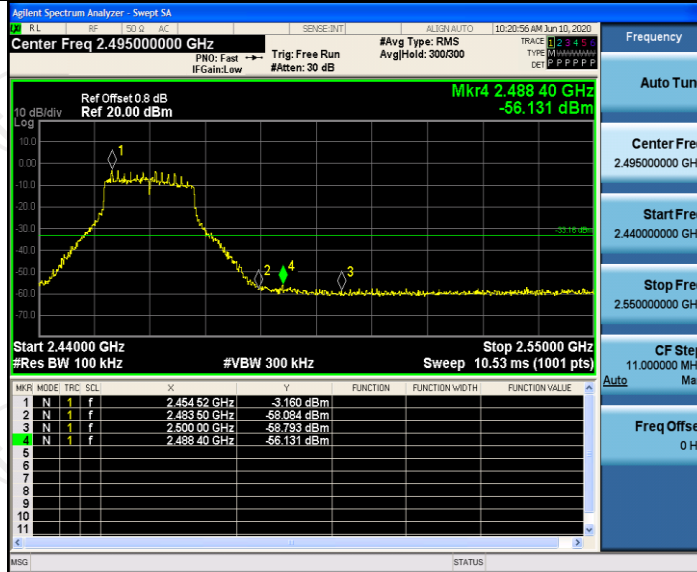 Agilent Spectrum Analyzer - Swept SA
RL RF 50 Ω AC SENSE:INT ALIGN AUTO 10:20:56 AM Jun 10, 2020
Center Freq 2.495000000 GHz
PNO: Fast
IFGain:Low
Trig: Free Run
#Atten: 30 dB
#Avg Type: RMS
Avg|Hold: 300/300
TRACE 1 2 3 4 5 6
TYPE M
DET P P P P P P
Ref Offset 0.8 dB
10 dB/div Ref 20.00 dBm
Log
Mkr4 2.488 40 GHz
-56.131 dBm
10.0
0.00
-10.0
-20.0
-30.0
-40.0
-50.0
-60.0
-70.0
1
2
4
3
-33.16 dBm
Start 2.44000 GHz Stop 2.55000 GHz
#Res BW 100 kHz #VBW 300 kHz Sweep 10.53 ms (1001 pts)
MKR MODE TRC SCL X Y FUNCTION FUNCTION WIDTH FUNCTION VALUE
1 N 1 f 2.454 52 GHz -3.160 dBm
2 N 1 f 2.483 50 GHz -58.084 dBm
3 N 1 f 2.500 00 GHz -58.793 dBm
4 N 1 f 2.488 40 GHz -56.131 dBm
5
6
7
8
9
10
11
MSG STATUS
Frequency
Auto Tun
Center Fre
2.495000000 GH
Start Fre
2.440000000 GH
Stop Fre
2.550000000 GH
CF Ste
11.000000 MH
Auto Ma
Freq Offse
0 H